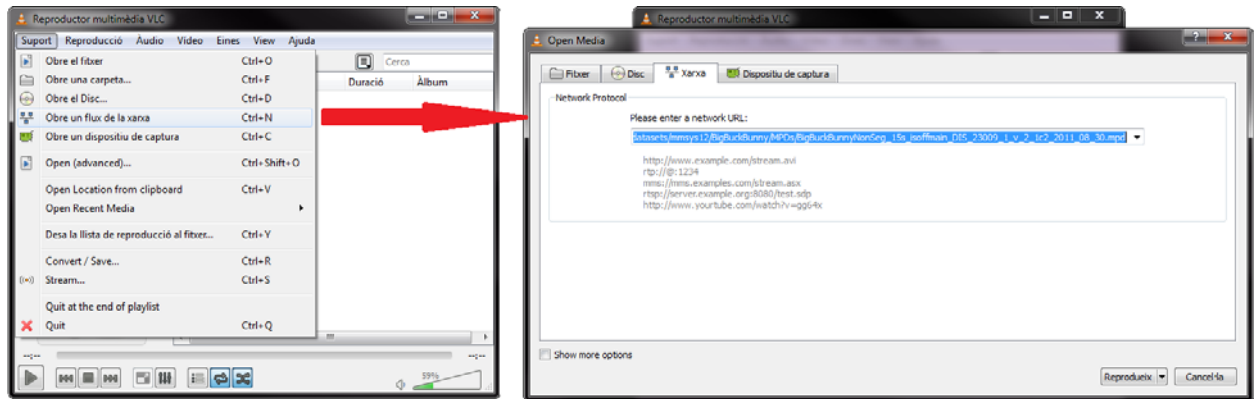 Reproductor multimèdia VLC
Suport Reproducció Àudio Vídeo Eines View Ajuda
Obre el fitxer Ctrl+O
Obre una carpeta... Ctrl+F
Obre el Disc... Ctrl+D
Obre un flux de la xarxa Ctrl+N
Obre un dispositiu de captura Ctrl+C
Open (advanced)... Ctrl+Shift+O
Open Location from clipboard Ctrl+V
Open Recent Media
Desa la llista de reproducció al fitxer... Ctrl+Y
Convert / Save... Ctrl+R
Stream... Ctrl+S
Quit at the end of playlist
Quit Ctrl+Q
Cerca
Duració Àlbum
--:-- --:--
59%
Reproductor multimèdia VLC
Open Media
Fitxer Disc Xarxa Dispositiu de captura
Network Protocol
Please enter a network URL:
datasets/mmsys12/BigBuckBunny/MPDs/BigBuckBunnyNonSeg_15s_isoffmain_DIS_23009_1_v_2_1c2_2011_08_30.mpd
http://www.example.com/stream.avi
rtp://@:1234
mms://mms.examples.com/stream.asx
rtsp://server.example.org:8080/test.sdp
http://www.yourtube.com/watch?v=gg64x
Show more options
Reprodueix Cancel·la